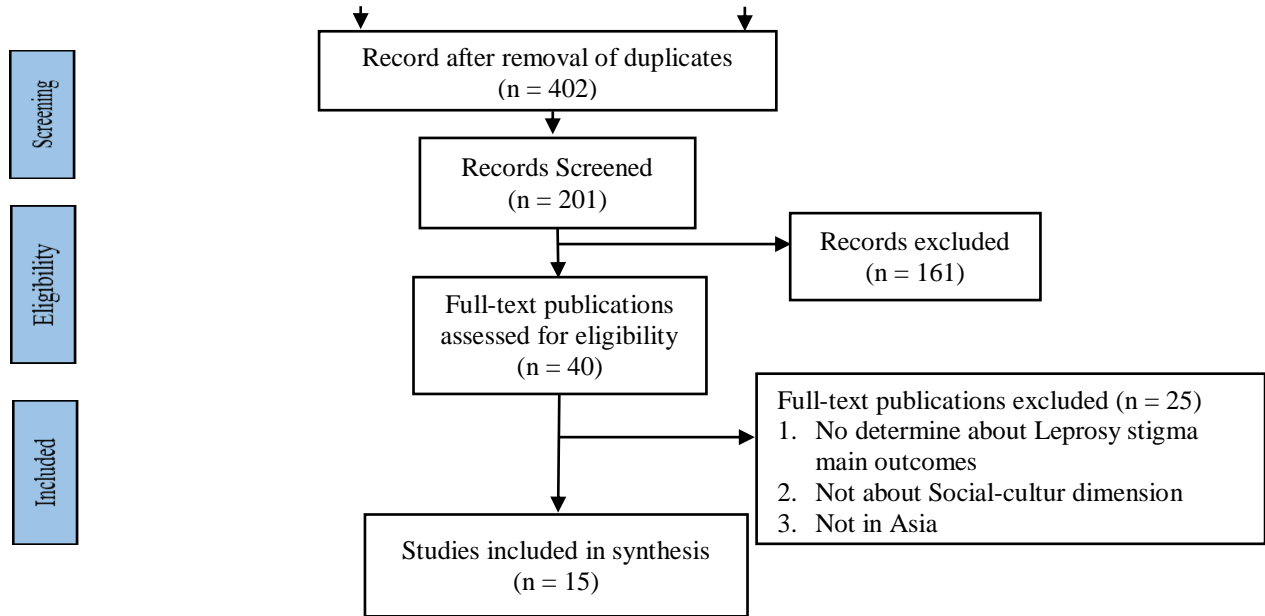 Screening
Record after removal of duplicates
(n = 402)
Records Screened
(n = 201)
Records excluded
(n = 161)
Eligibility
Full-text publications
assessed for eligibility
(n = 40)
Included
Full-text publications excluded (n = 25)
1. No determine about Leprosy stigma
main outcomes
2. Not about Social-cultur dimension
3. Not in Asia
Studies included in synthesis
(n = 15)